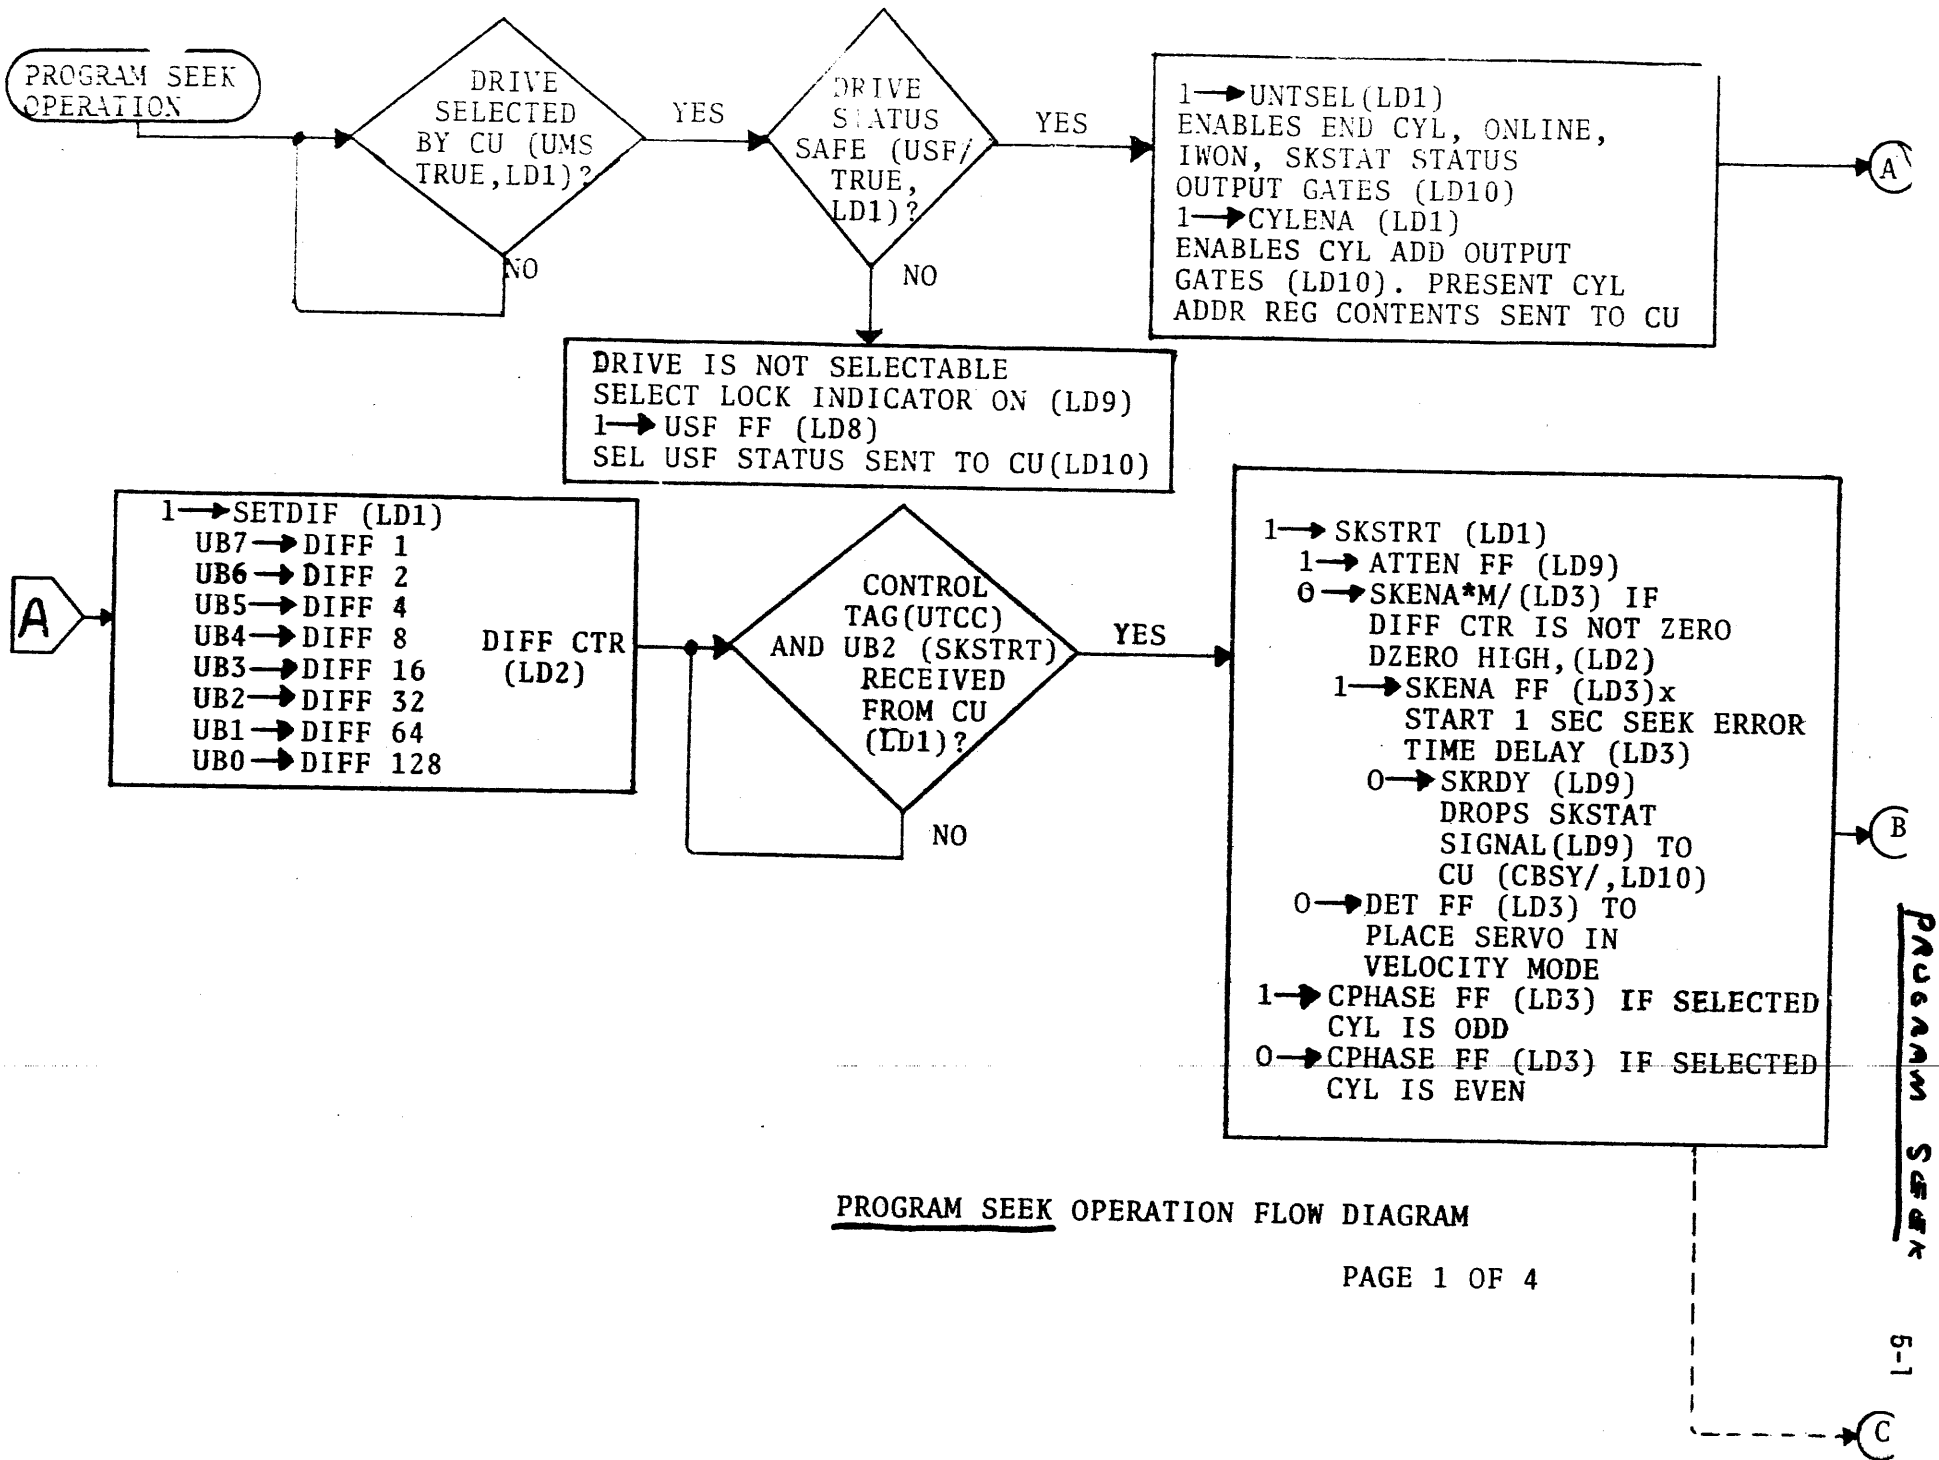 PROGRAM SEEK
OPERATION
DRIVE
SELECTED
BY CU (UMS
TRUE,LD1)?
YES
NO
DRIVE
STATUS
SAFE (USF/
TRUE,
LD1)?
YES
NO
1→UNTSEL(LD1)
ENABLES END CYL, ONLINE,
IWON, SKSTAT STATUS
OUTPUT GATES (LD10)
1→CYLENA (LD1)
ENABLES CYL ADD OUTPUT
GATES (LD10). PRESENT CYL
ADDR REG CONTENTS SENT TO CU
A
DRIVE IS NOT SELECTABLE
SELECT LOCK INDICATOR ON (LD9)
1→ USF FF (LD8)
SEL USF STATUS SENT TO CU(LD10)
A
1→SETDIF (LD1)
UB7→DIFF 1
UB6→DIFF 2
UB5→DIFF 4
UB4→DIFF 8
UB3→DIFF 16
UB2→DIFF 32
UB1→DIFF 64
UB0→DIFF 128
DIFF CTR
(LD2)
CONTROL
TAG(UTCC)
AND UB2 (SKSTRT)
RECEIVED
FROM CU
(LD1)?
YES
NO
1→ SKSTRT (LD1)
1→ ATTEN FF (LD9)
0→SKENA*M/(LD3) IF
DIFF CTR IS NOT ZERO
DZERO HIGH,(LD2)
1→SKENA FF (LD3)x
START 1 SEC SEEK ERROR
TIME DELAY (LD3)
0→ SKRDY (LD9)
DROPS SKSTAT
SIGNAL(LD9) TO
CU (CBSY/,LD10)
0→DET FF (LD3) TO
PLACE SERVO IN
VELOCITY MODE
1→CPHASE FF (LD3) IF SELECTED
CYL IS ODD
0→CPHASE FF (LD3) IF SELECTED
CYL IS EVEN
B
C
PROGRAM SEEK OPERATION FLOW DIAGRAM
PAGE 1 OF 4
PROGRAM SEEK
5-1